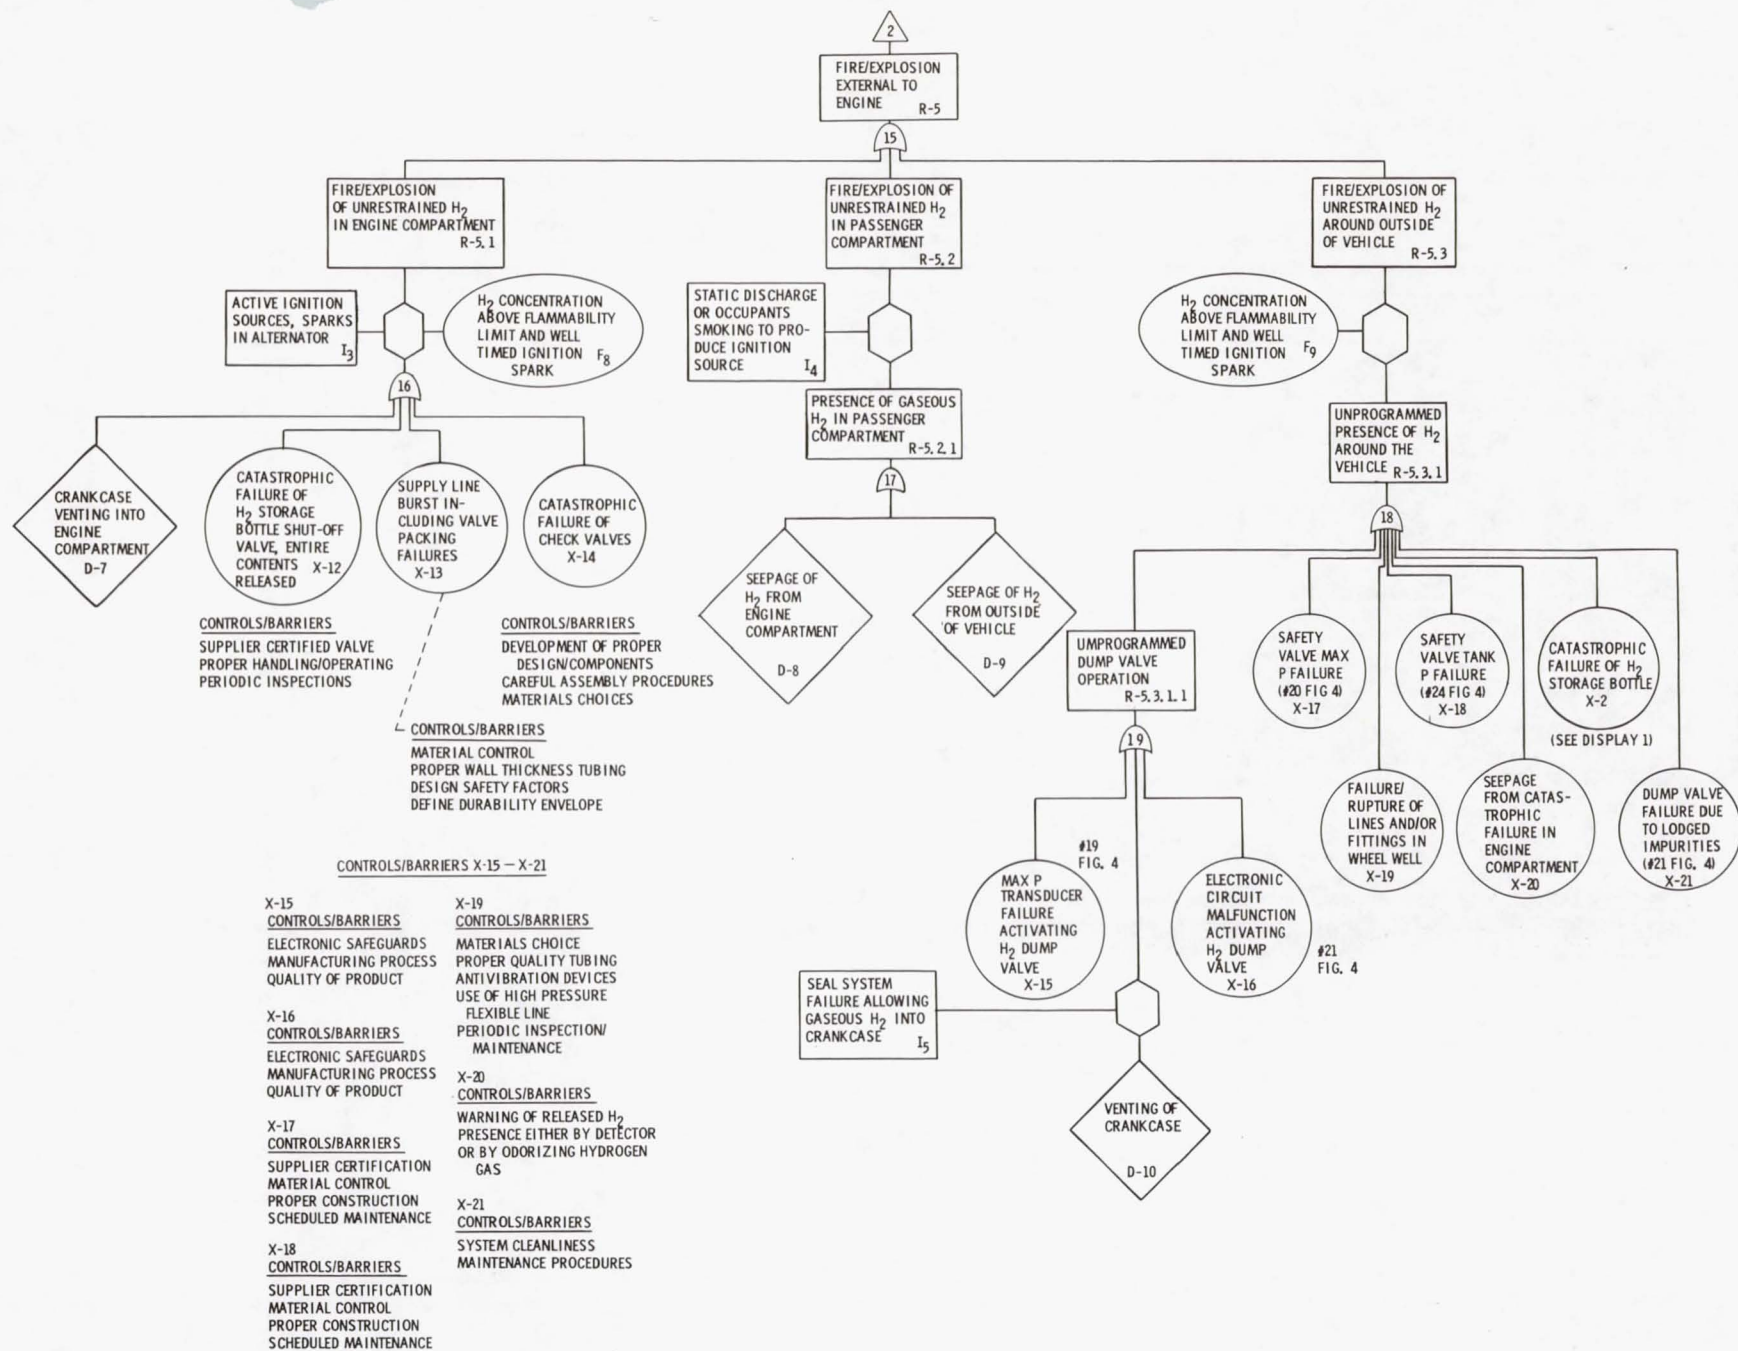 2
FIRE/EXPLOSION
EXTERNAL TO
ENGINE R-5
15
FIRE/EXPLOSION
OF UNRESTRAINED H2
IN ENGINE COMPARTMENT
R-5.1
FIRE/EXPLOSION OF
UNRESTRAINED H2
IN PASSENGER
COMPARTMENT
R-5.2
FIRE/EXPLOSION OF
UNRESTRAINED H2
AROUND OUTSIDE
OF VEHICLE
R-5.3
ACTIVE IGNITION
SOURCES, SPARKS
IN ALTERNATOR
I3
H2 CONCENTRATION
ABOVE FLAMMABILITY
LIMIT AND WELL
TIMED IGNITION F8
SPARK
STATIC DISCHARGE
OR OCCUPANTS
SMOKING TO PRO-
DUCE IGNITION
SOURCE I4
H2 CONCENTRATION
ABOVE FLAMMABILITY
LIMIT AND WELL
TIMED IGNITION F9
SPARK
16
PRESENCE OF GASEOUS
H2 IN PASSENGER
COMPARTMENT
R-5.2.1
17
UNPROGRAMMED
PRESENCE OF H2
AROUND THE
VEHICLE R-5.3.1
18
CRANKCASE
VENTING INTO
ENGINE
COMPARTMENT
D-7
CATASTROPHIC
FAILURE OF
H2 STORAGE
BOTTLE SHUT-OFF
VALVE, ENTIRE
CONTENTS X-12
RELEASED
SUPPLY LINE
BURST IN-
CLUDING VALVE
PACKING
FAILURES
X-13
CATASTROPHIC
FAILURE OF
CHECK VALVES
X-14
CONTROLS/BARRIERS
SUPPLIER CERTIFIED VALVE
PROPER HANDLING/OPERATING
PERIODIC INSPECTIONS
CONTROLS/BARRIERS
DEVELOPMENT OF PROPER
DESIGN/COMPONENTS
CAREFUL ASSEMBLY PROCEDURES
MATERIALS CHOICES
CONTROLS/BARRIERS
MATERIAL CONTROL
PROPER WALL THICKNESS TUBING
DESIGN SAFETY FACTORS
DEFINE DURABILITY ENVELOPE
SEEPAGE OF
H2 FROM
ENGINE
COMPARTMENT
D-8
SEEPAGE OF H2
FROM OUTSIDE
OF VEHICLE
D-9
UMPROGRAMMED
DUMP VALVE
OPERATION
R-5.3.1.1
19
SAFETY
VALVE MAX
P FAILURE
(#20 FIG 4)
X-17
SAFETY
VALVE TANK
P FAILURE
(#24 FIG 4)
X-18
CATASTROPHIC
FAILURE OF H2
STORAGE BOTTLE
X-2
(SEE DISPLAY 1)
FAILURE/
RUPTURE OF
LINES AND/OR
FITTINGS IN
WHEEL WELL
X-19
SEEPAGE
FROM CATAS-
TROPHIC
FAILURE IN
ENGINE
COMPARTMENT
X-20
DUMP VALVE
FAILURE DUE
TO LODGED
IMPURITIES
(#21 FIG. 4)
X-21
#19
FIG. 4
MAX P
TRANSDUCER
FAILURE
ACTIVATING
H2 DUMP
VALVE
X-15
ELECTRONIC
CIRCUIT
MALFUNCTION
ACTIVATING
H2 DUMP
VALVE
X-16
#21
FIG. 4
SEAL SYSTEM
FAILURE ALLOWING
GASEOUS H2 INTO
CRANKCASE I5
VENTING OF
CRANKCASE
D-10
CONTROLS/BARRIERS X-15 — X-21
X-15
CONTROLS/BARRIERS
ELECTRONIC SAFEGUARDS
MANUFACTURING PROCESS
QUALITY OF PRODUCT
X-16
CONTROLS/BARRIERS
ELECTRONIC SAFEGUARDS
MANUFACTURING PROCESS
QUALITY OF PRODUCT
X-17
CONTROLS/BARRIERS
SUPPLIER CERTIFICATION
MATERIAL CONTROL
PROPER CONSTRUCTION
SCHEDULED MAINTENANCE
X-18
CONTROLS/BARRIERS
SUPPLIER CERTIFICATION
MATERIAL CONTROL
PROPER CONSTRUCTION
SCHEDULED MAINTENANCE
X-19
CONTROLS/BARRIERS
MATERIALS CHOICE
PROPER QUALITY TUBING
ANTIVIBRATION DEVICES
USE OF HIGH PRESSURE
FLEXIBLE LINE
PERIODIC INSPECTION/
MAINTENANCE
X-20
CONTROLS/BARRIERS
WARNING OF RELEASED H2
PRESENCE EITHER BY DETECTOR
OR BY ODORIZING HYDROGEN
GAS
X-21
CONTROLS/BARRIERS
SYSTEM CLEANLINESS
MAINTENANCE PROCEDURES